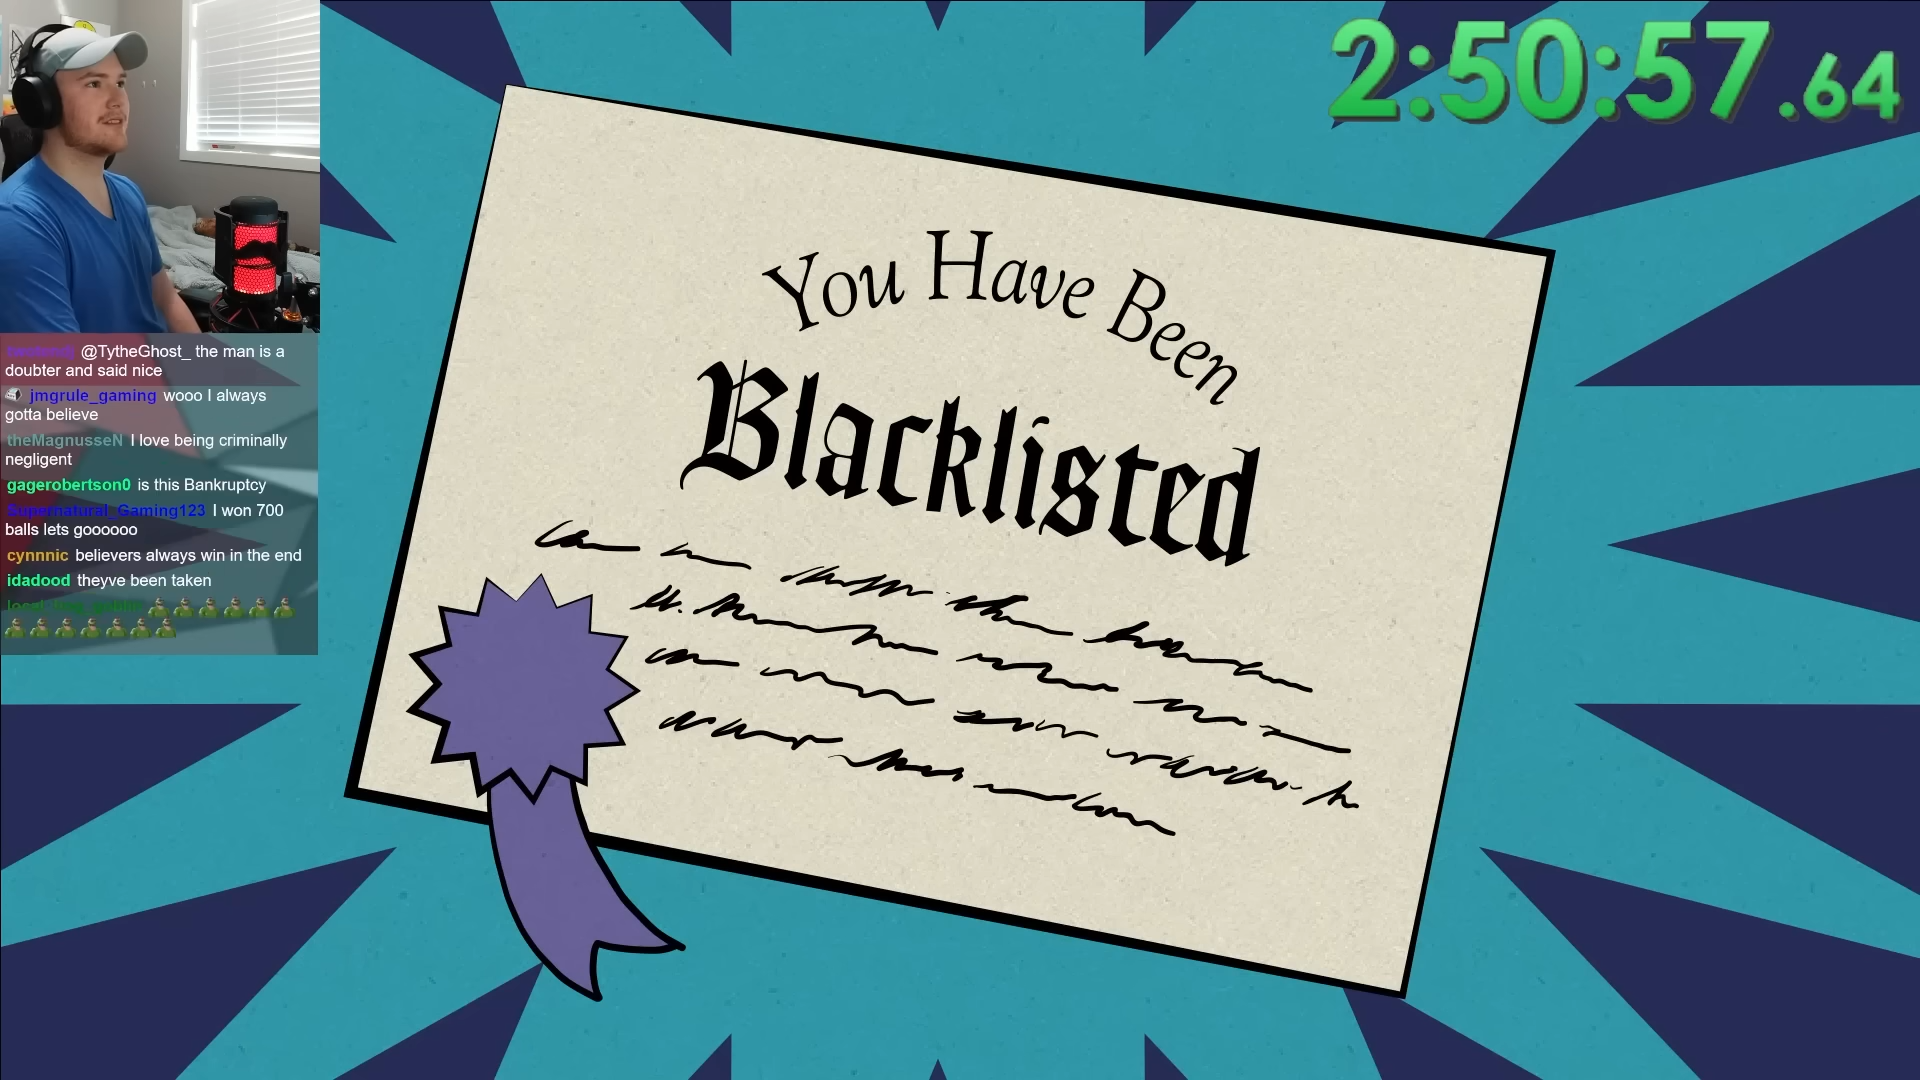 2:50:57.64
You Have Been
Blacklisted
@TytheGhost_ the man is a
doubter and said nice
jmgrule_gaming wooo I always
gotta believe
theMagnusseN I love being criminally
negligent
gagerobertson0 is this Bankruptcy
Supernatural_Gaming123 I won 700
balls lets goooooo
cynnnic believers always win in the end
idadood theyve been taken